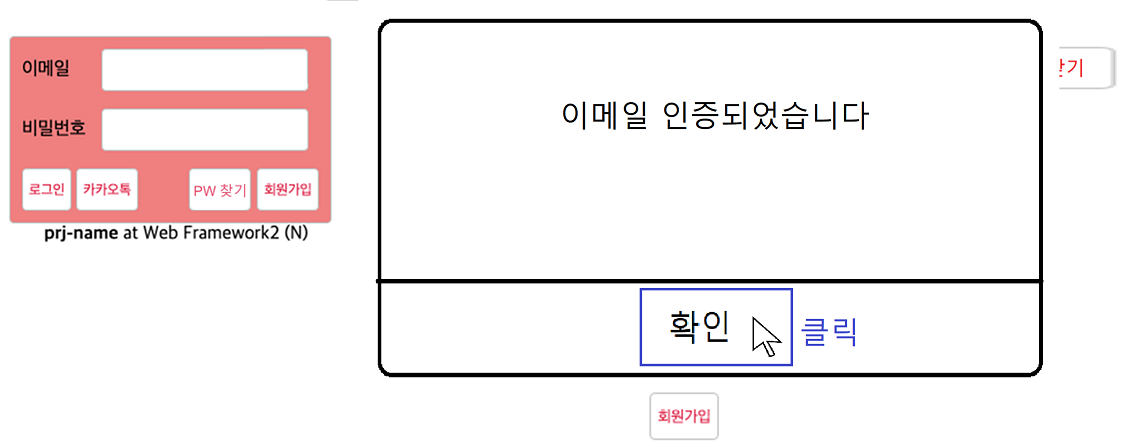 이메일
비밀번호
로그인 카카오톡 PW 찾기 회원가입
prj-name at Web Framework2 (N)
이메일 인증되었습니다
확인 클릭
회원가입